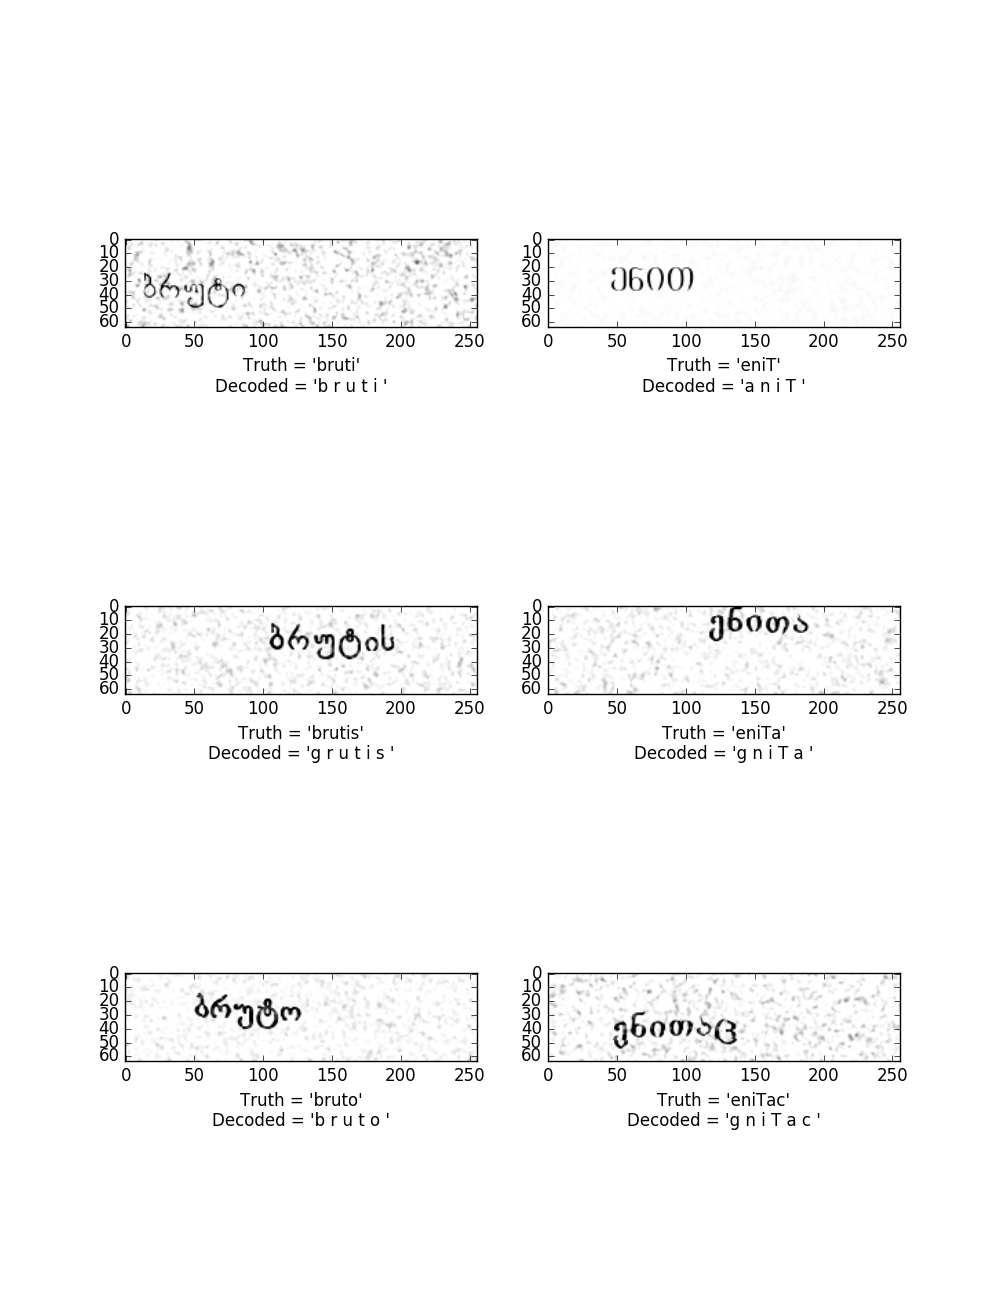 0
10
20
30
40
50
60
ბრუტი
0 50 100 150 200 250
Truth = 'bruti'
Decoded = 'b r u t i '
0
10
20
30
40
50
60
ენით
0 50 100 150 200 250
Truth = 'eniT'
Decoded = 'a n i T '
0
10
20
30
40
50
60
ბრუტის
0 50 100 150 200 250
Truth = 'brutis'
Decoded = 'g r u t i s '
0
10
20
30
40
50
60
ენითა
0 50 100 150 200 250
Truth = 'eniTa'
Decoded = 'g n i T a '
0
10
20
30
40
50
60
ბრუტო
0 50 100 150 200 250
Truth = 'bruto'
Decoded = 'b r u t o '
0
10
20
30
40
50
60
ენითაც
0 50 100 150 200 250
Truth = 'eniTac'
Decoded = 'g n i T a c '